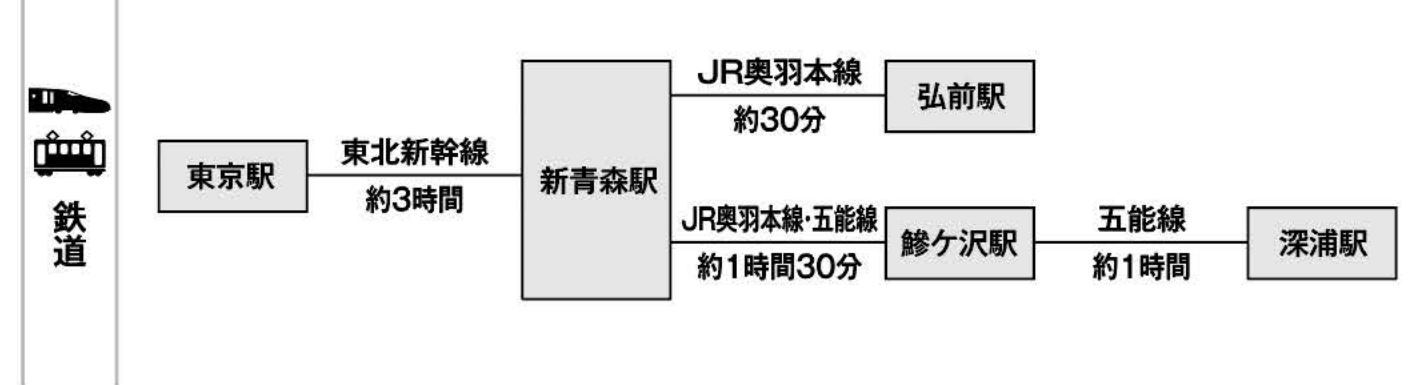 鉄道
東京駅
東北新幹線
約3時間
新青森駅
JR奥羽本線
約30分
弘前駅
JR奥羽本線・五能線
約1時間30分
鰺ケ沢駅
五能線
約1時間
深浦駅